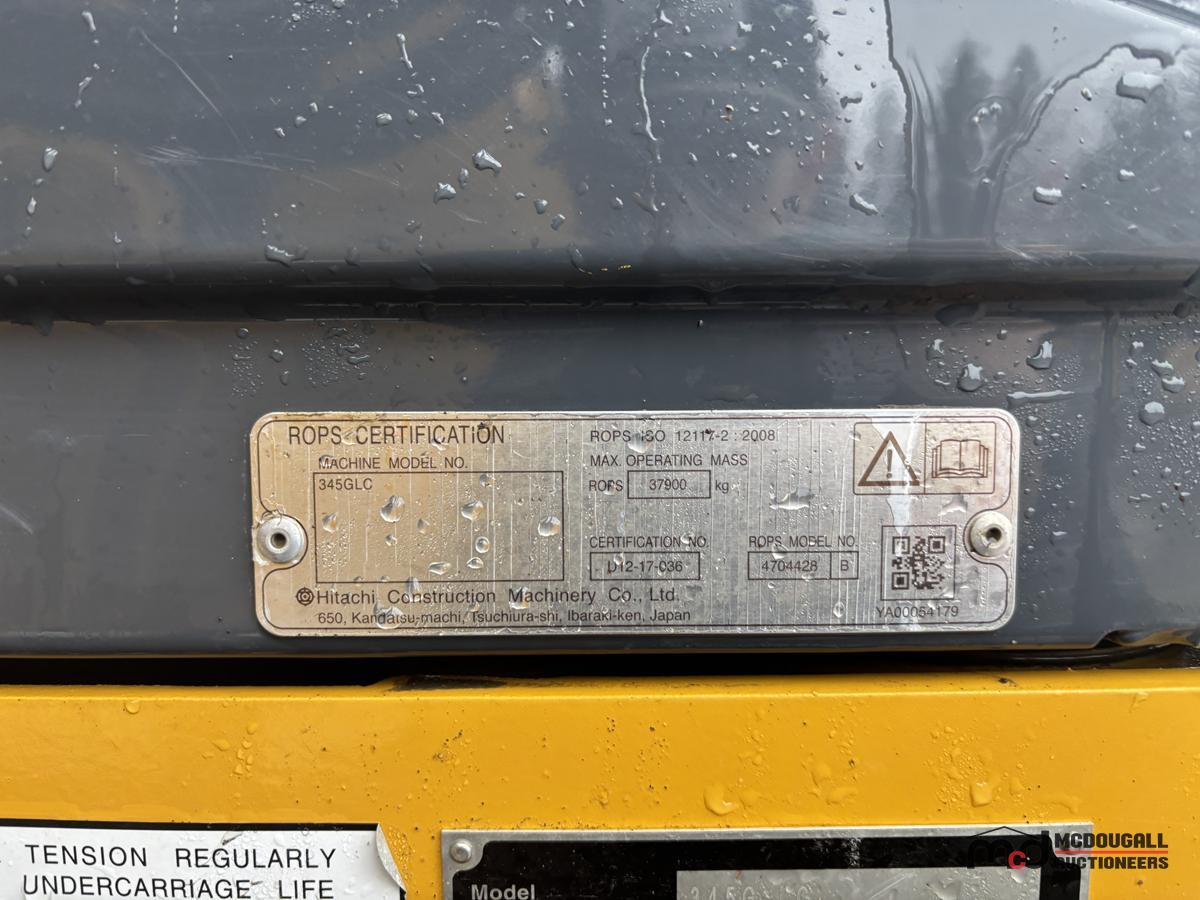 ROPS CERTIFICATION
MACHINE MODEL NO.
345GLC
ROPS ISO 12117-2 : 2008
MAX. OPERATING MASS
ROPS 37900 kg
CERTIFICATION NO.
D12-17-036
ROPS MODEL NO.
4704428 B
Hitachi Construction Machinery Co., Ltd.
650, Kandatsu-machi, Tsuchiura-shi, Ibaraki-ken, Japan
YA00054179
TENSION REGULARLY
UNDERCARRIAGE LIFE
Model
mcd MCDOUGALL
AUCTIONEERS